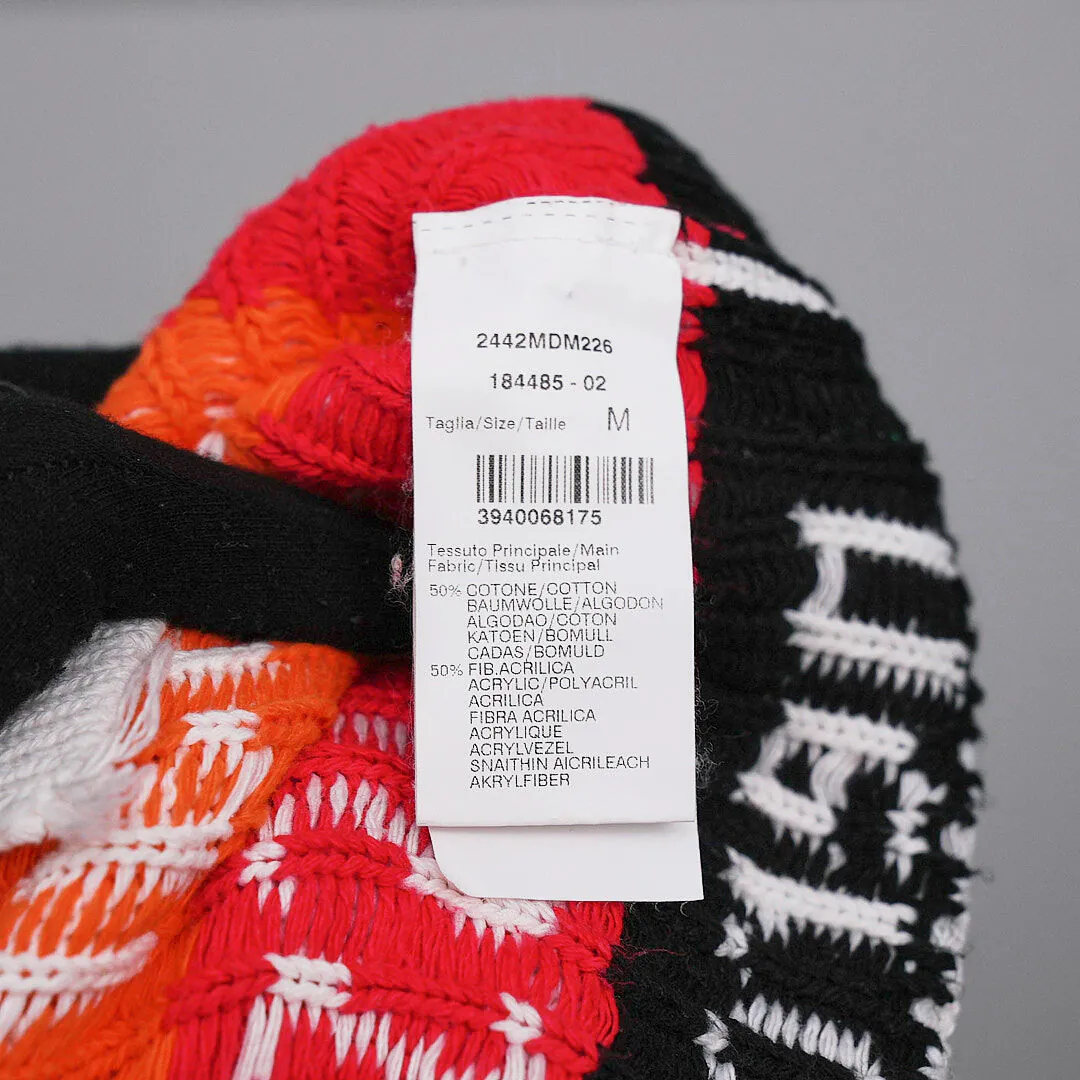 2442MDM226
184485 - 02
Taglia/Size/Taille M
3940068175
Tessuto Principale/Main
Fabric/Tissu Principal
50% COTONE/COTTON
BAUMWOLLE/ALGODON
ALGODAO/COTON
KATOEN/BOMULL
CADAS/BOMULD
50% FIB.ACRILICA
ACRYLIC/POLYACRIL
ACRILICA
FIBRA ACRILICA
ACRYLIQUE
ACRYLVEZEL
SNAITHIN AICRILEACH
AKRYLFIBER